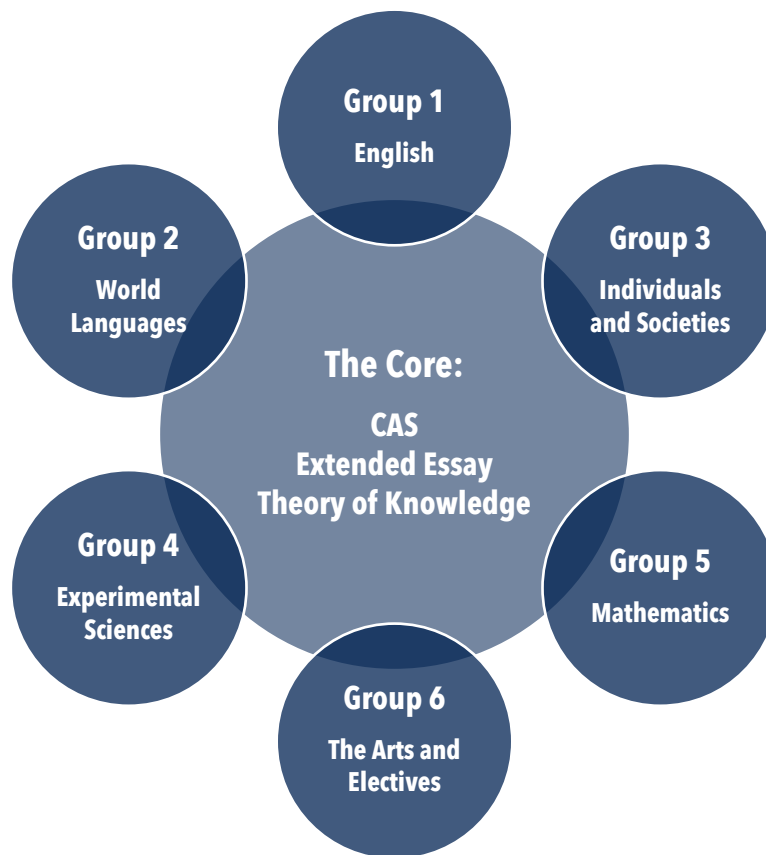 Group 1
English
Group 2
World
Languages
Group 3
Individuals
and Societies
The Core:
CAS
Extended Essay
Theory of Knowledge
Group 4
Experimental
Sciences
Group 5
Mathematics
Group 6
The Arts and
Electives